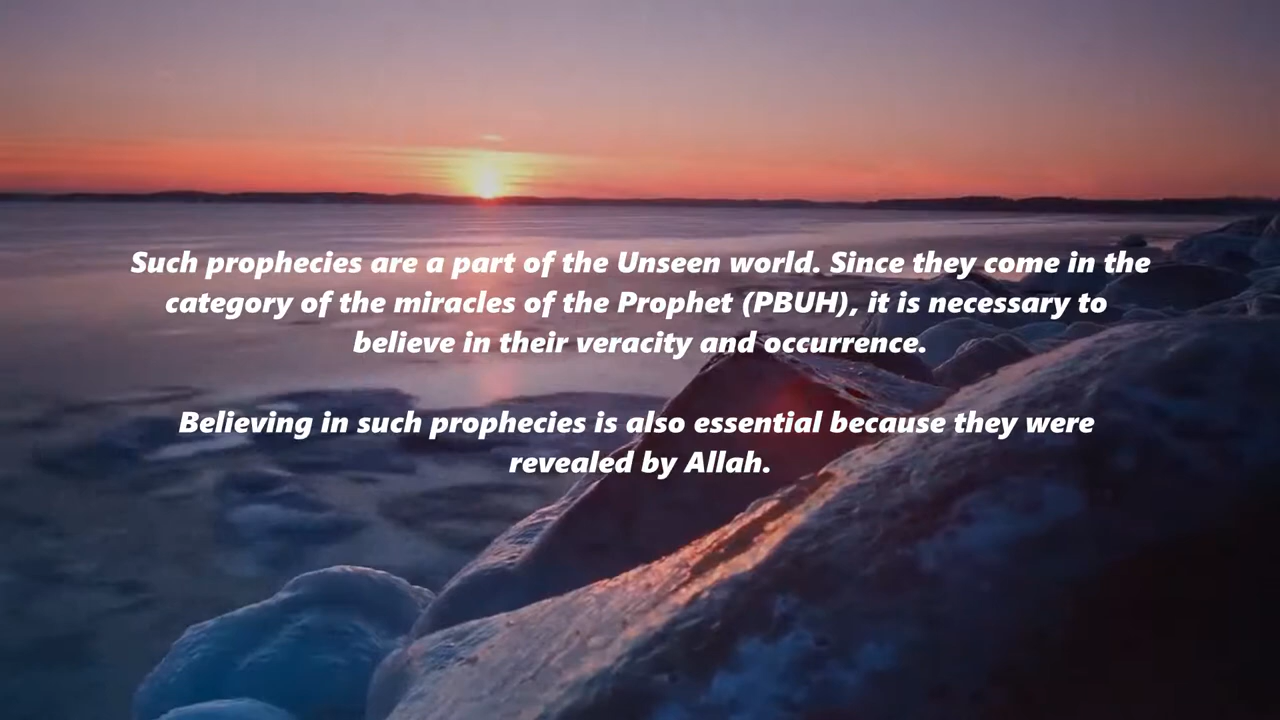 Such prophecies are a part of the Unseen world. Since they come in the
category of the miracles of the Prophet (PBUH), it is necessary to
believe in their veracity and occurrence.
Believing in such prophecies is also essential because they were
revealed by Allah.